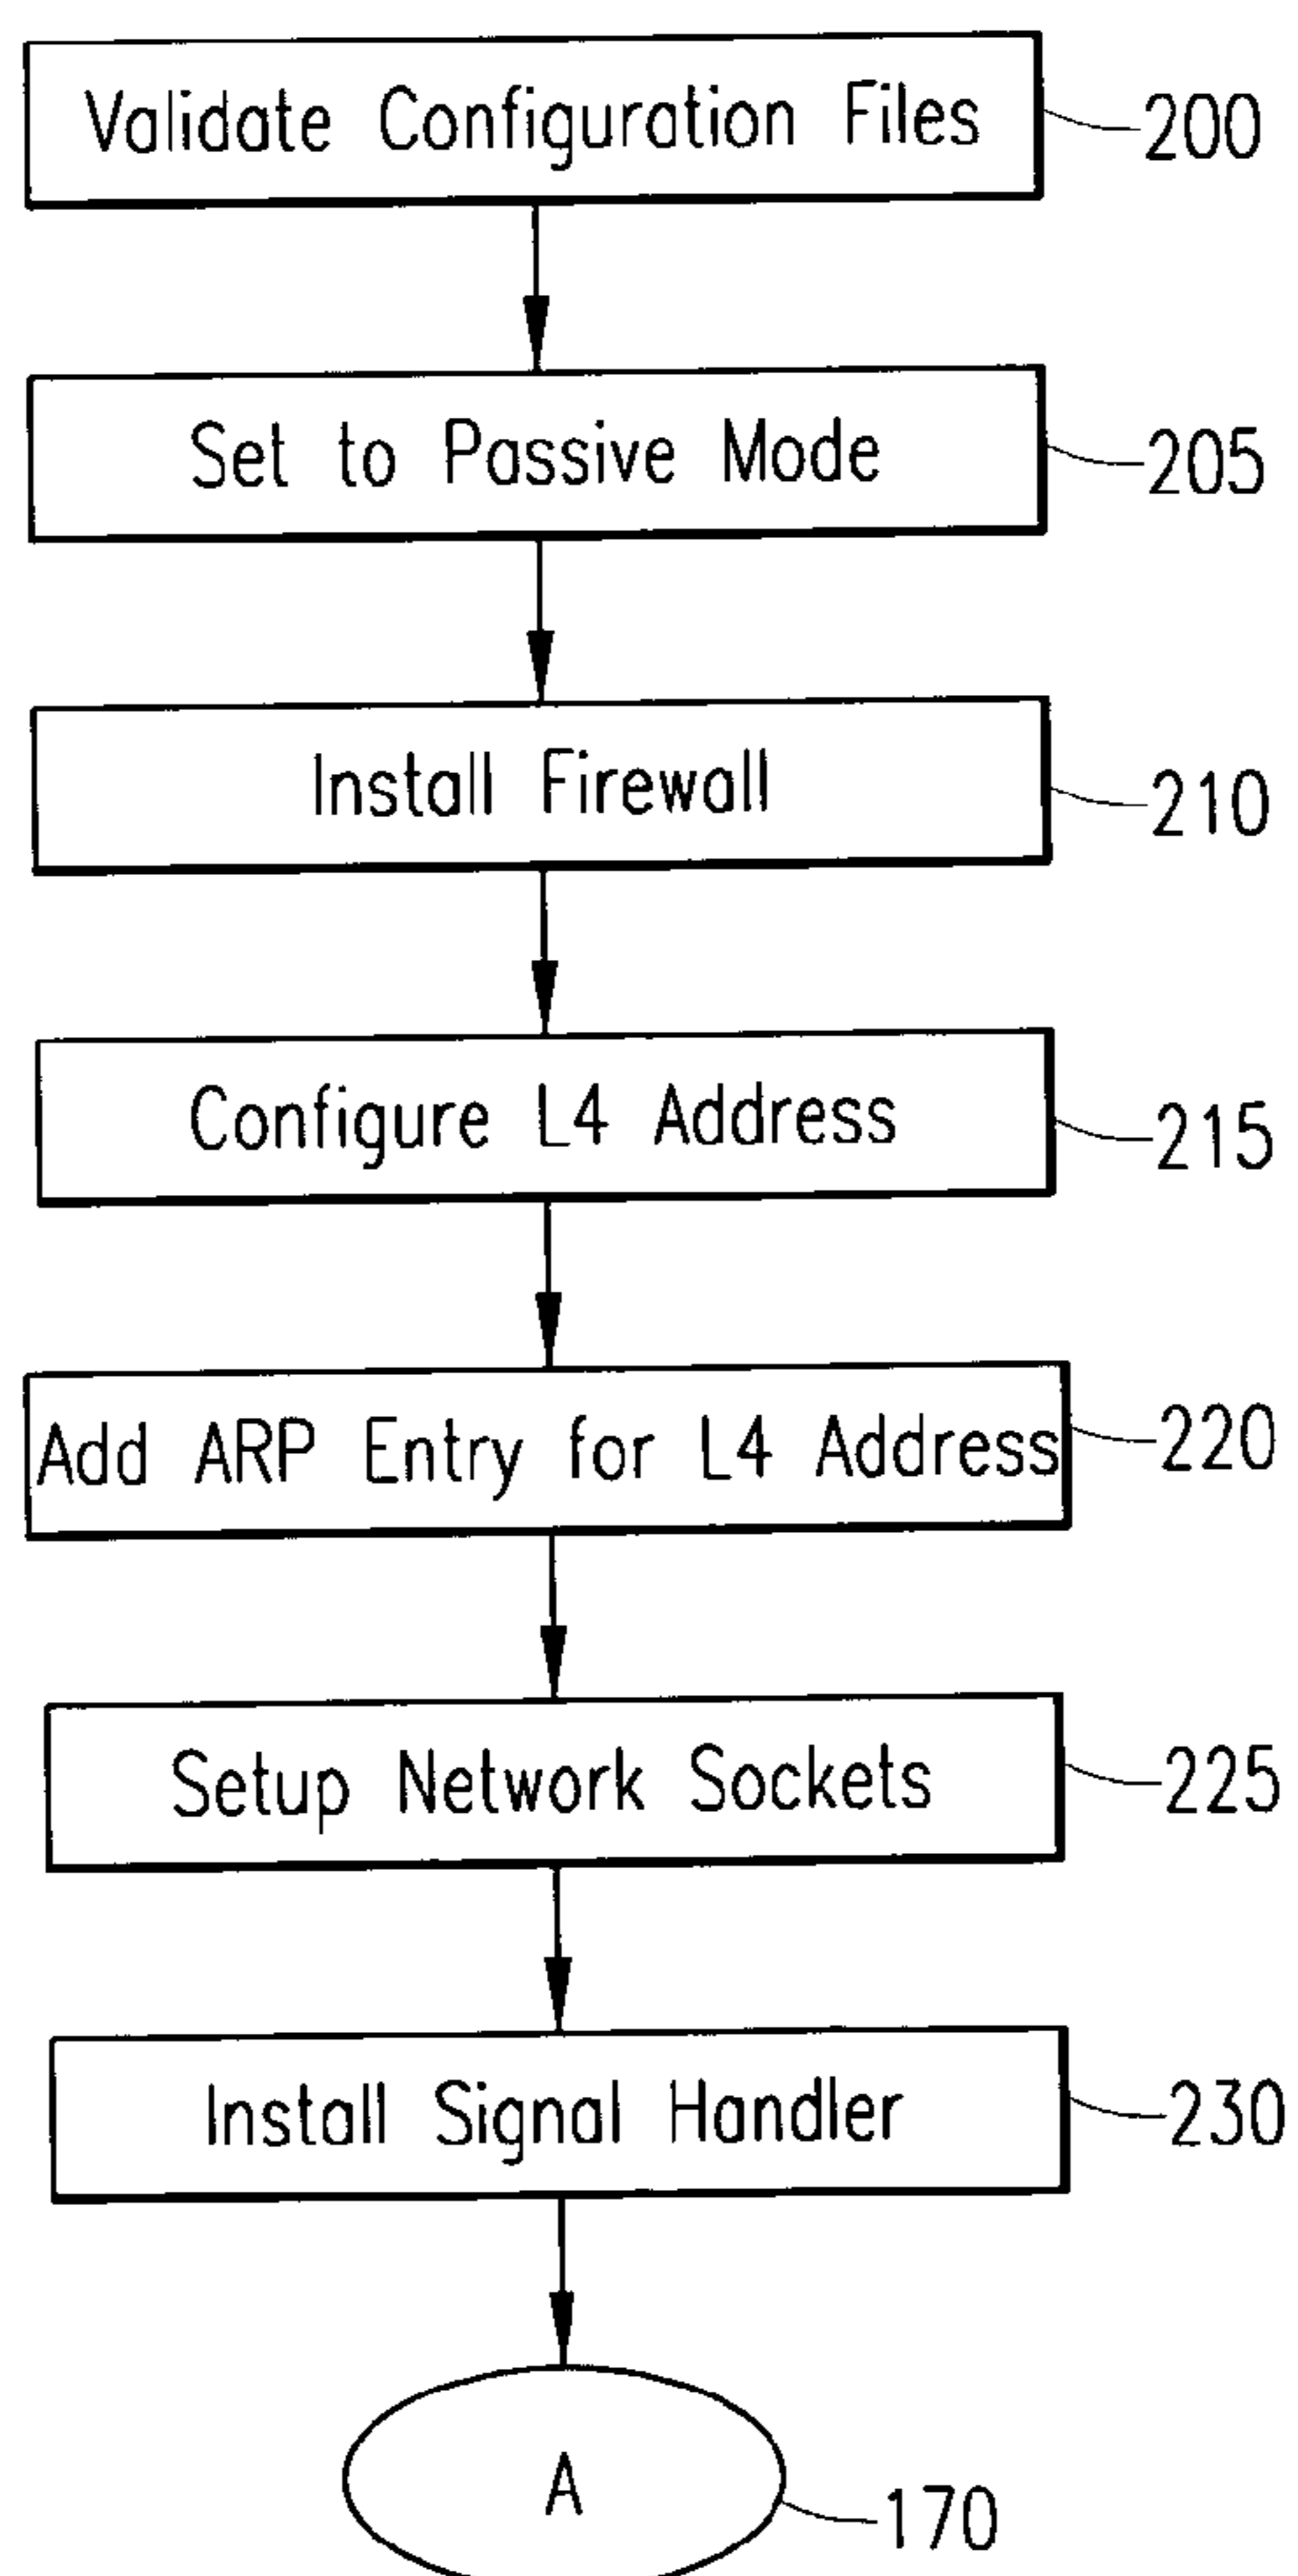 Validate Configuration Files 200
Set to Passive Mode 205
Install Firewall 210
Configure L4 Address 215
Add ARP Entry for L4 Address 220
Setup Network Sockets 225
Install Signal Handler 230
A 170